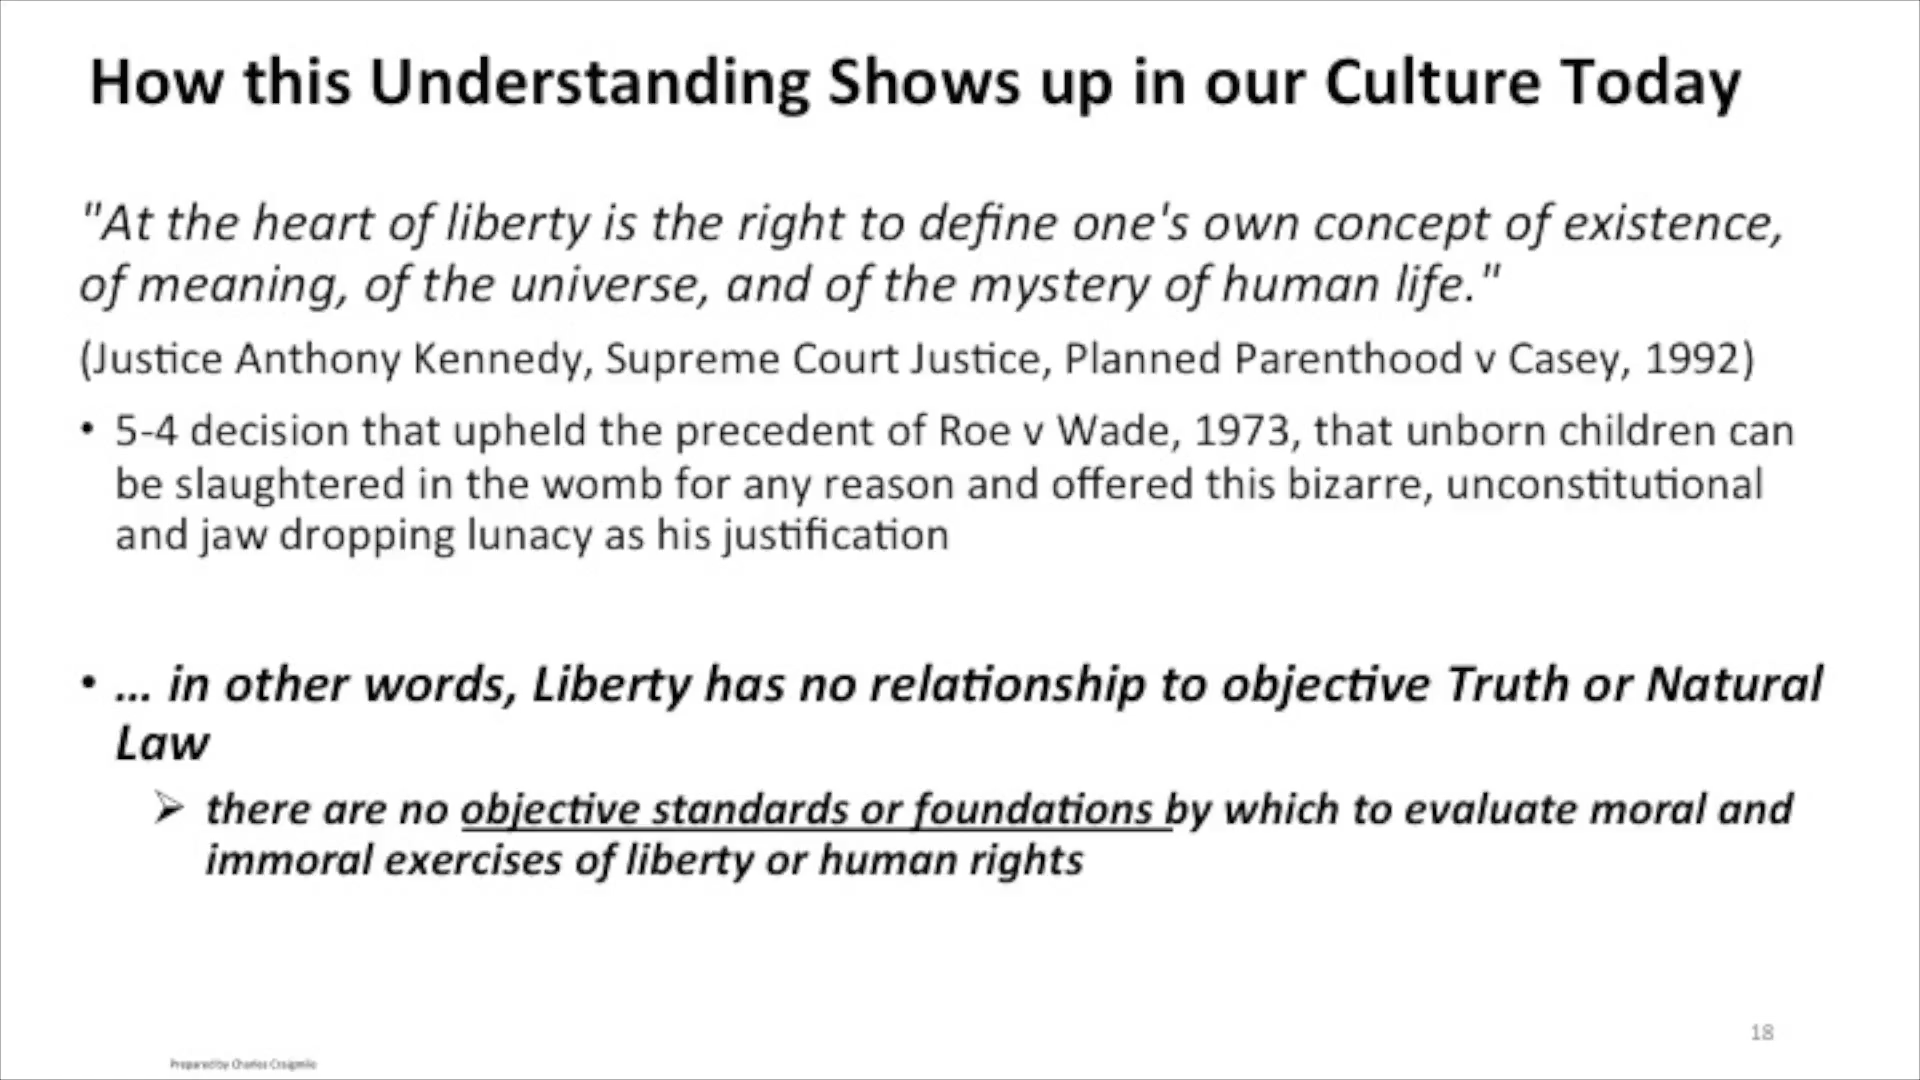 How this Understanding Shows up in our Culture Today
"At the heart of liberty is the right to define one's own concept of existence,
of meaning, of the universe, and of the mystery of human life."
(Justice Anthony Kennedy, Supreme Court Justice, Planned Parenthood v Casey, 1992)
• 5-4 decision that upheld the precedent of Roe v Wade, 1973, that unborn children can
be slaughtered in the womb for any reason and offered this bizarre, unconstitutional
and jaw dropping lunacy as his justification
• ... in other words, Liberty has no relationship to objective Truth or Natural
Law
➢ there are no objective standards or foundations by which to evaluate moral and
immoral exercises of liberty or human rights
18
Prepared by Charles Craigmile